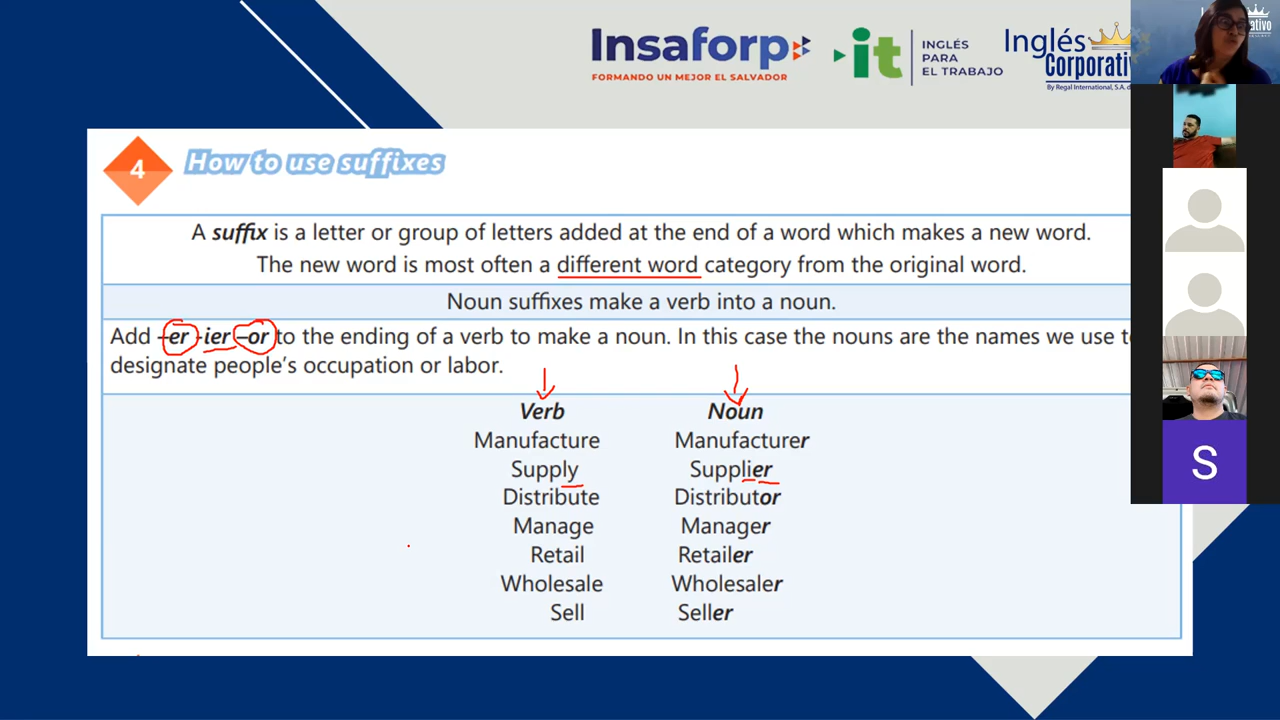 Insaforp
FORMANDO UN MEJOR EL SALVADOR
it
INGLÉS
PARA
EL TRABAJO
Inglés
Corporativ
By Regal International, S.A. d
4
How to use suffixes
A suffix is a letter or group of letters added at the end of a word which makes a new word.
The new word is most often a different word category from the original word.
Noun suffixes make a verb into a noun.
Add –er -ier –or to the ending of a verb to make a noun. In this case the nouns are the names we use t
designate people's occupation or labor.
Verb Noun
Manufacture Manufacturer
Supply Supplier
Distribute Distributor
Manage Manager
Retail Retailer
Wholesale Wholesaler
Sell Seller
S